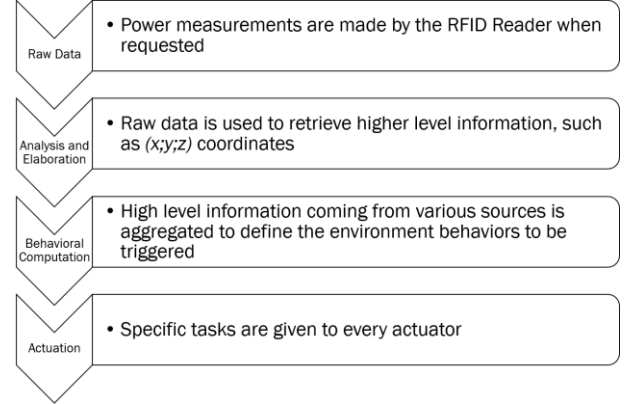 Raw Data
• Power measurements are made by the RFID Reader when
requested
Analysis and
Elaboration
• Raw data is used to retrieve higher level information, such
as (x;y;z) coordinates
Behavioral
Computation
• High level information coming from various sources is
aggregated to define the environment behaviors to be
triggered
Actuation
• Specific tasks are given to every actuator